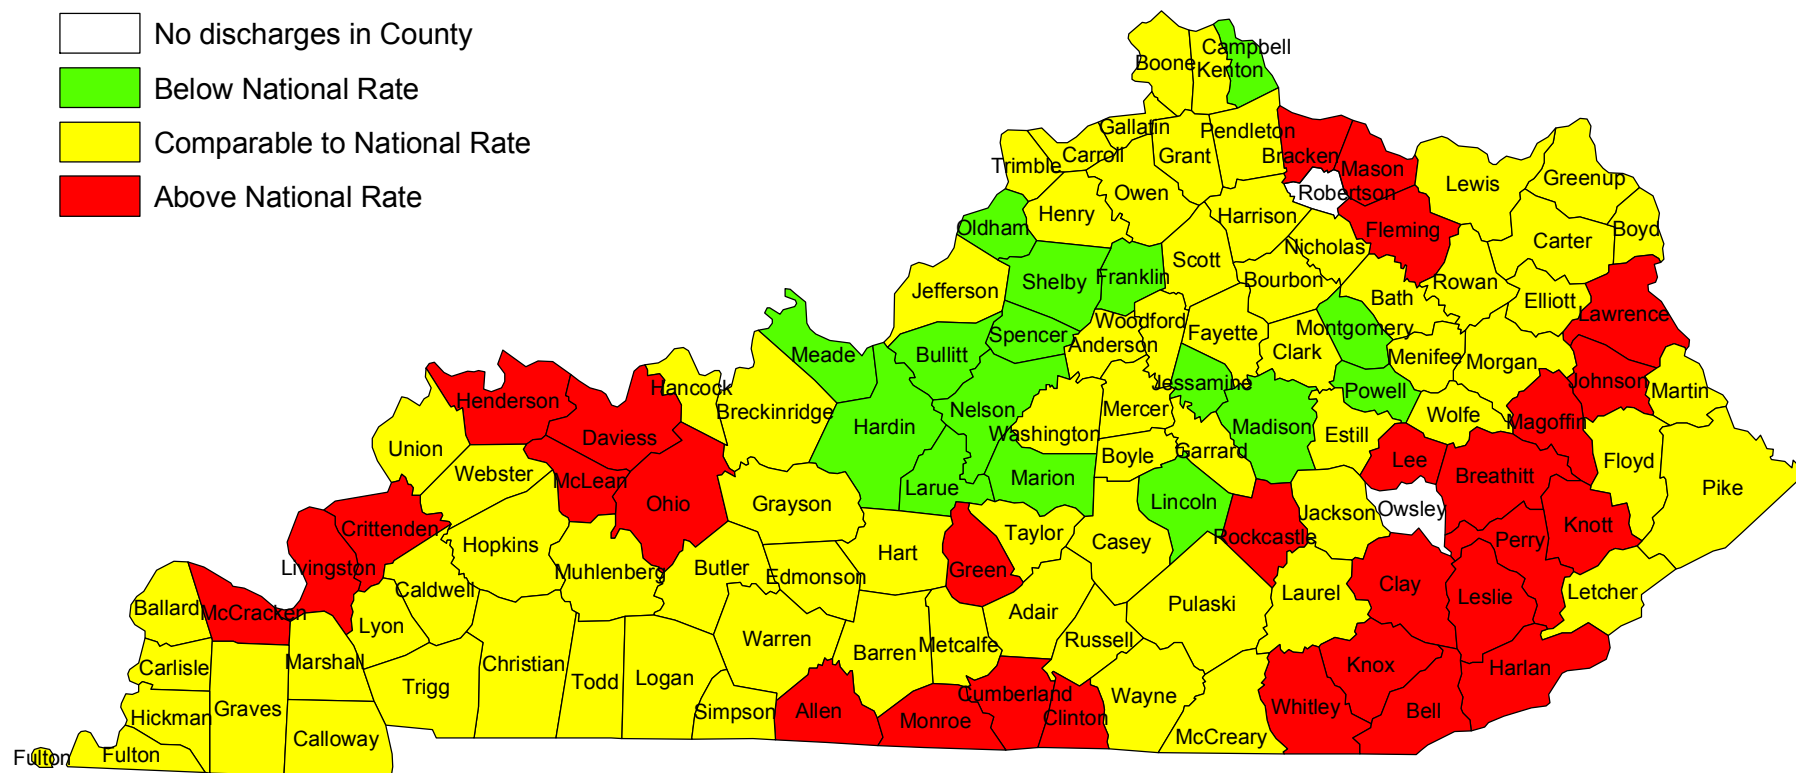 No discharges in County
Below National Rate
Comparable to National Rate
Above National Rate
Campbell
Boone
Kenton
Gallatin
Pendleton
Carroll
Grant
Bracken
Trimble
Mason
Robertson
Lewis
Greenup
Owen
Henry
Harrison
Oldham
Fleming
Boyd
Nicholas
Carter
Scott
Shelby
Franklin
Bourbon
Rowan
Jefferson
Bath
Elliott
Lawrence
Woodford
Spencer
Fayette
Montgomery
Anderson
Meade
Bullitt
Clark
Menifee
Morgan
Hancock
Jessamine
Johnson
Powell
Martin
Henderson
Breckinridge
Nelson
Mercer
Wolfe
Magoffin
Daviess
Hardin
Washington
Madison
Estill
Union
Boyle
Garrard
Lee
Floyd
Webster
McLean
Larue
Marion
Breathitt
Pike
Ohio
Grayson
Lincoln
Jackson
Owsley
Crittenden
Taylor
Rockcastle
Knott
Hopkins
Hart
Casey
Perry
Livingston
Muhlenberg
Butler
Edmonson
Green
Caldwell
Clay
Laurel
Leslie
Letcher
Ballard
McCracken
Adair
Pulaski
Lyon
Warren
Metcalfe
Russell
Barren
Marshall
Carlisle
Christian
Knox
Harlan
Trigg
Todd
Logan
Cumberland
Wayne
Graves
Hickman
Simpson
Allen
Monroe
Clinton
Whitley
Bell
Calloway
McCreary
Fulton
Fulton